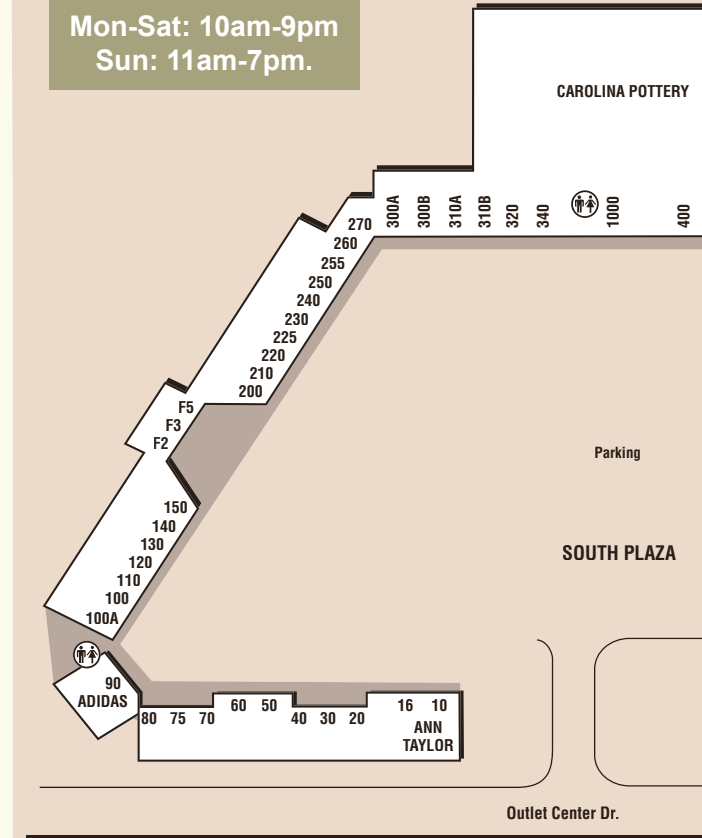 Mon-Sat: 10am-9pm
Sun: 11am-7pm.
CAROLINA POTTERY
300A
300B
310A
310B
320
340
1000
400
270
260
255
250
240
230
225
220
210
200
F5
F3
F2
150
140
130
120
110
100
100A
90
ADIDAS
80 75 70 60 50 40 30 20 16 10
ANN
TAYLOR
Parking
SOUTH PLAZA
Outlet Center Dr.